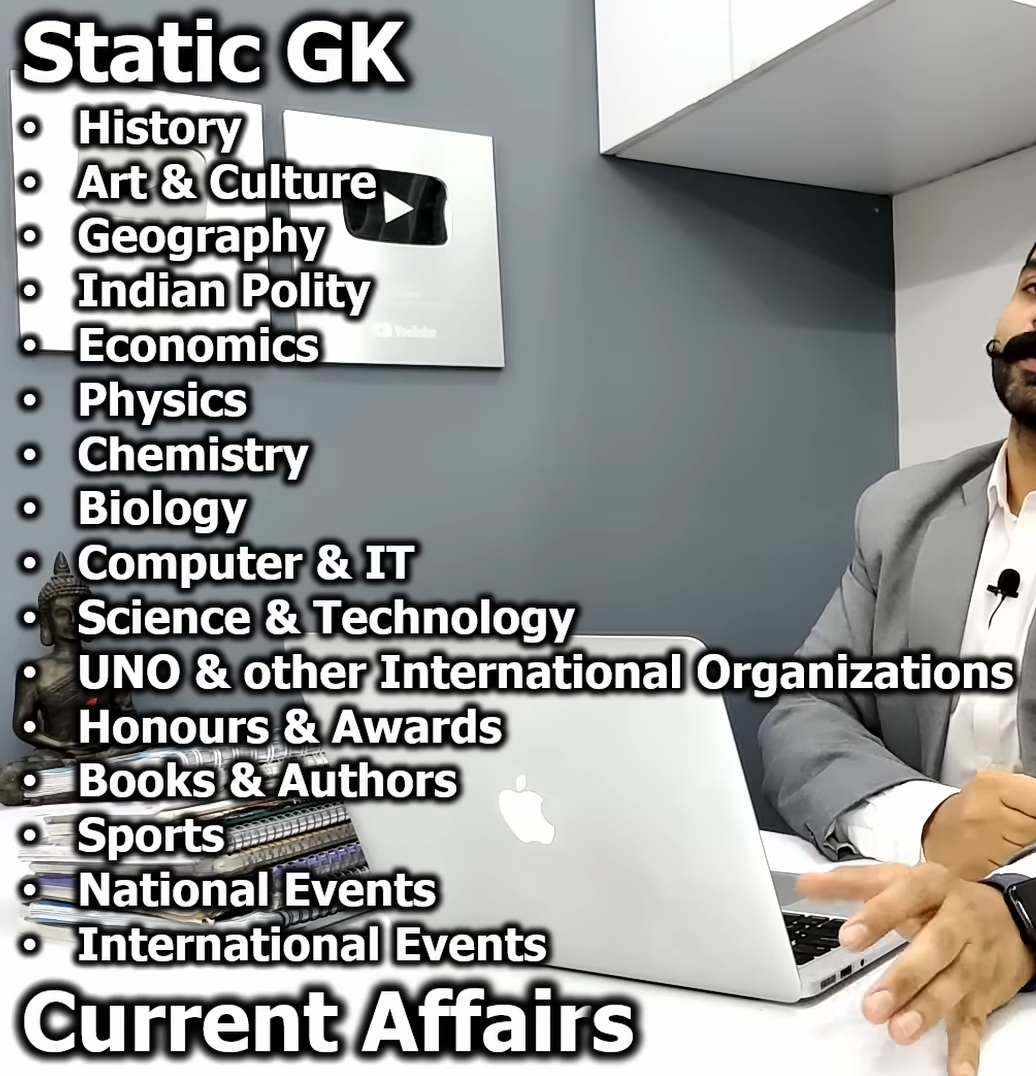 Static GK
• History
• Art & Culture
• Geography
• Indian Polity
• Economics
• Physics
• Chemistry
• Biology
• Computer & IT
• Science & Technology
• UNO & other International Organizations
• Honours & Awards
• Books & Authors
• Sports
• National Events
• International Events
Current Affairs
YouTube